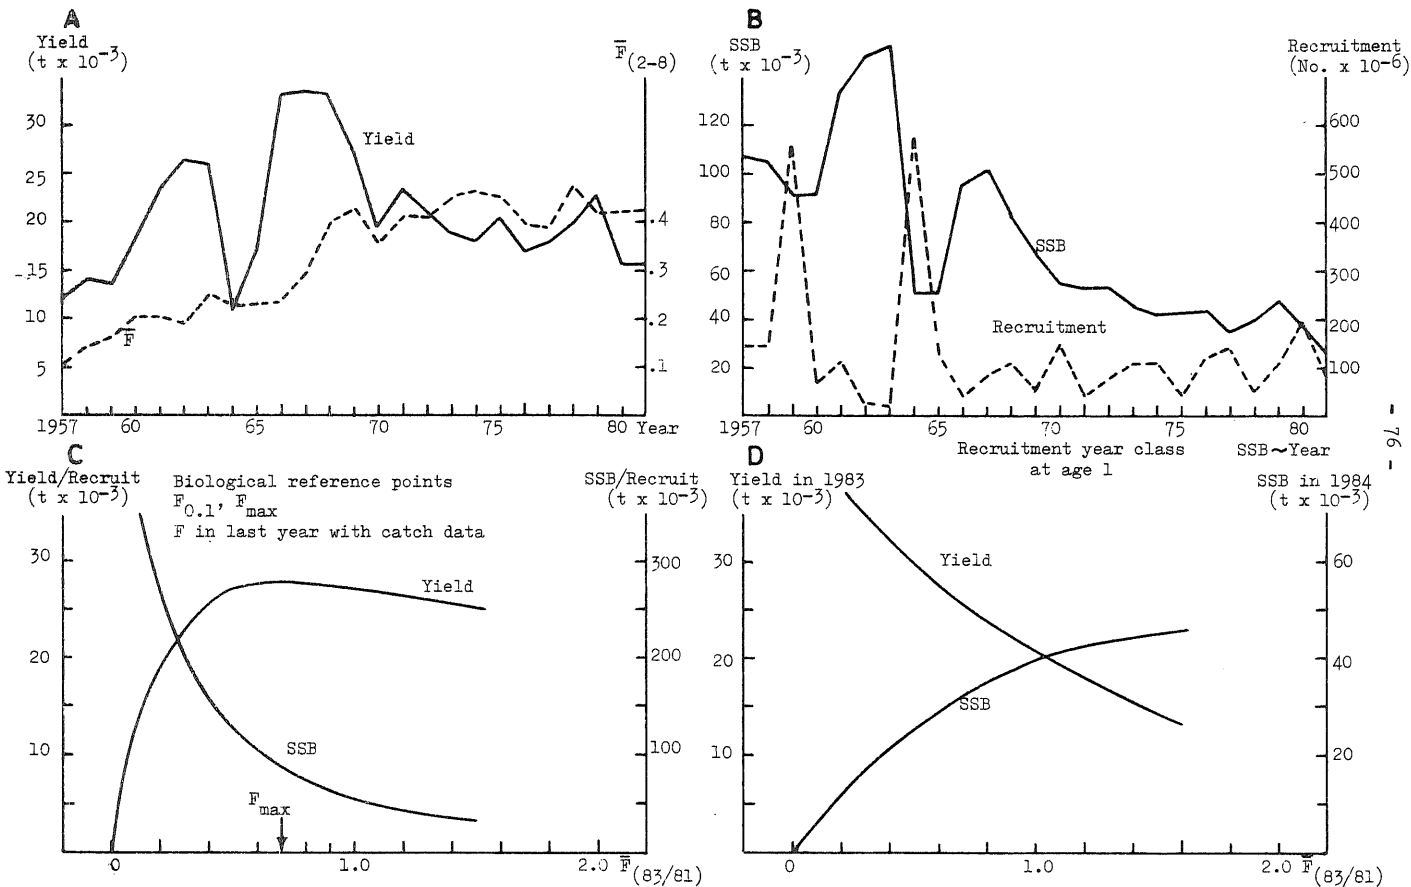 A
Yield
(t x 10⁻³)
F̅(2-8)
30
25
20
-15
10
5
.4
.3
.2
.1
Yield
F̅
1957 60 65 70 75 80 Year
B
SSB
(t x 10⁻³)
Recruitment
(No. x 10⁻⁶)
120
100
80
60
40
20
600
500
400
300
200
100
SSB
Recruitment
1957 60 65 70 75 80
Recruitment year class
at age 1
SSB~Year
- 76 -
C
Yield/Recruit
(t x 10⁻³)
Biological reference points
F0.1, Fmax
F in last year with catch data
SSB/Recruit
(t x 10⁻³)
30
20
10
300
200
100
Yield
SSB
Fmax
0 1.0 2.0 F̅(83/81)
D
Yield in 1983
(t x 10⁻³)
SSB in 1984
(t x 10⁻³)
30
20
10
60
40
20
Yield
SSB
0 1.0 2.0 F̅(83/81)